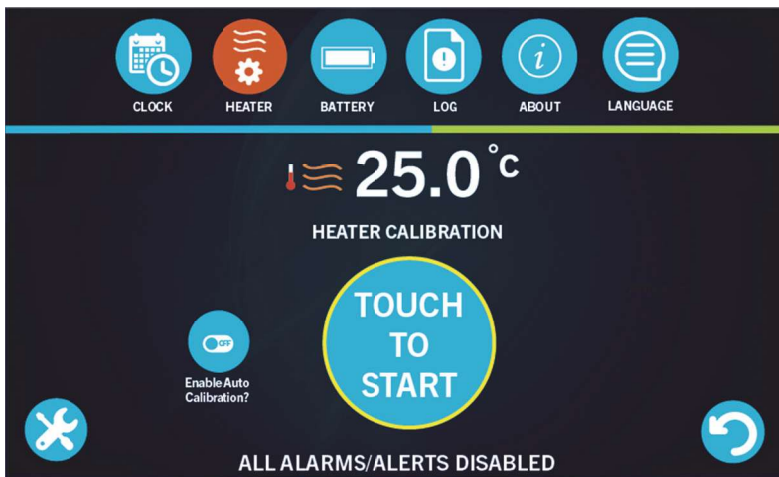 CLOCK
HEATER
BATTERY
LOG
ABOUT
LANGUAGE
25.0°C
HEATER CALIBRATION
TOUCH
TO
START
OFF
Enable Auto
Calibration?
ALL ALARMS/ALERTS DISABLED